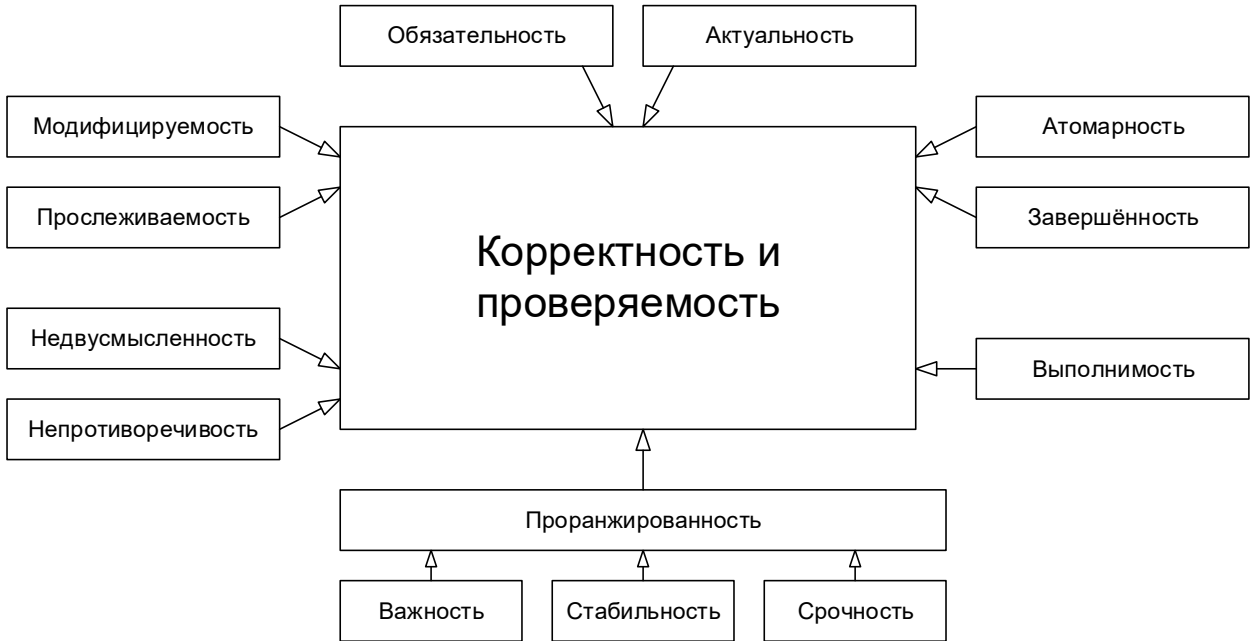 Обязательность
Актуальность
Модифицируемость
Атомарность
Прослеживаемость
Завершённость
Корректность и
проверяемость
Недвусмысленность
Выполнимость
Непротиворечивость
Проранжированность
Важность
Стабильность
Срочность